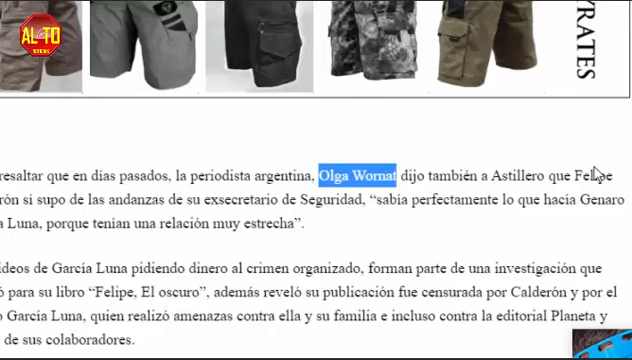 AL TO
YRATES
resaltar que en días pasados, la periodista argentina, Olga Wornat dijo también a Astillero que Felipe
rón sí supo de las andanzas de su exsecretario de Seguridad, “sabía perfectamente lo que hacía Genaro
a Luna, porque tenían una relación muy estrecha”.
ideos de García Luna pidiendo dinero al crimen organizado, forman parte de una investigación que
ó para su libro “Felipe, El oscuro”, además reveló su publicación fue censurada por Calderón y por el
o García Luna, quien realizó amenazas contra ella y su familia e incluso contra la editorial Planeta y
de sus colaboradores.